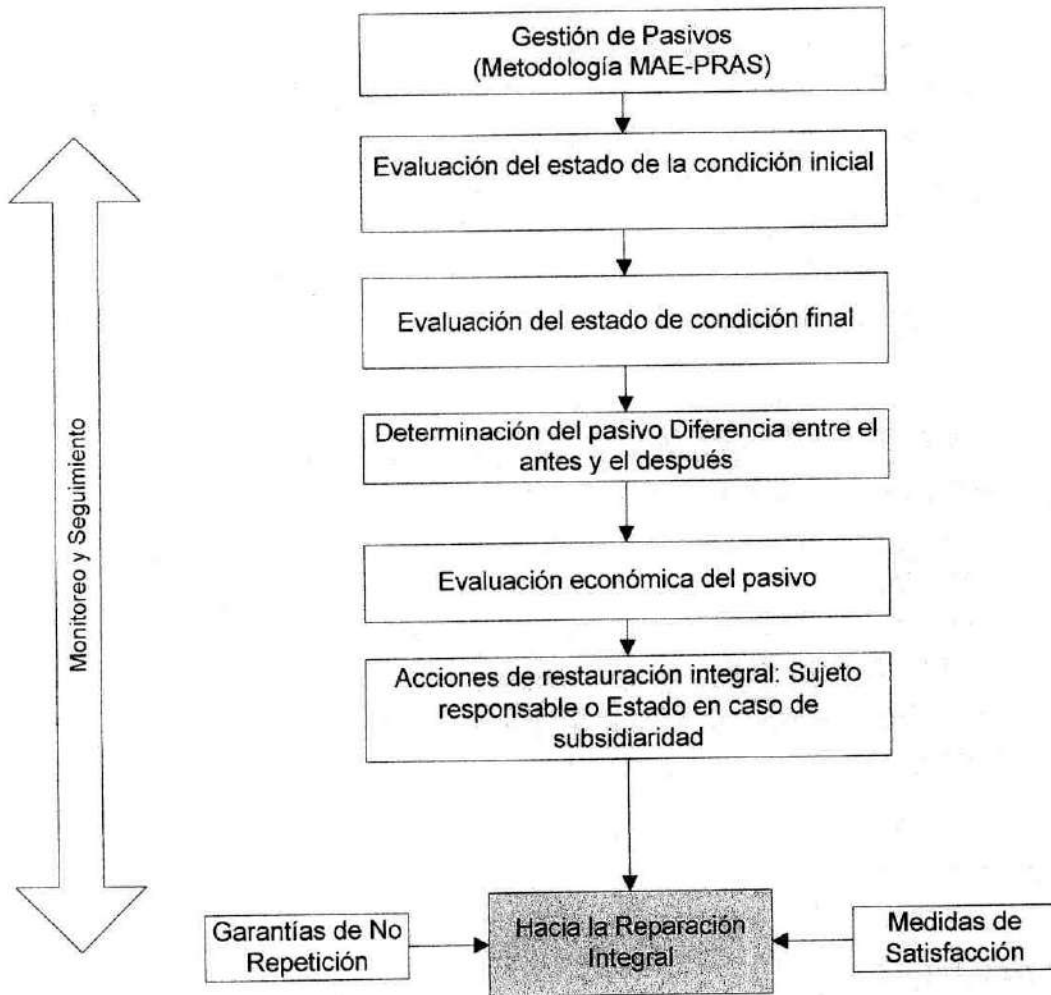 Gestión de Pasivos
(Metodología MAE-PRAS)
Evaluación del estado de la condición inicial
Evaluación del estado de condición final
Determinación del pasivo Diferencia entre el
antes y el después
Evaluación económica del pasivo
Acciones de restauración integral: Sujeto
responsable o Estado en caso de
subsidiaridad
Monitoreo y Seguimiento
Garantías de No
Repetición
Hacia la Reparación
Integral
Medidas de
Satisfacción